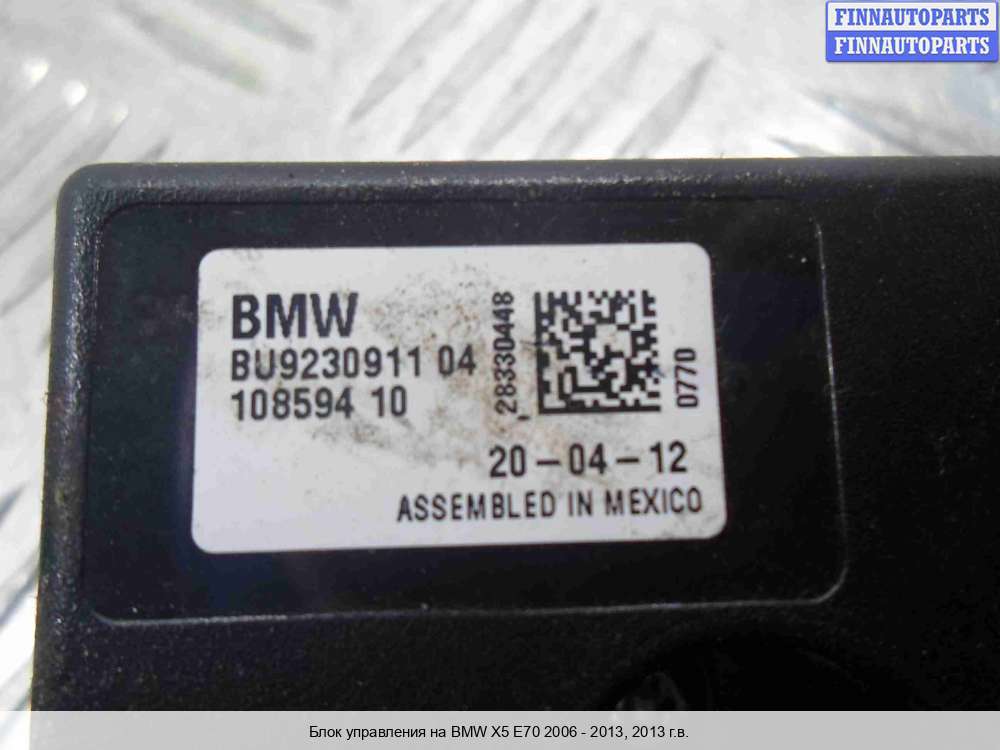 FINNAUTOPARTS
FINNAUTOPARTS
BMW
BU9230911 04
108594 10
28330448
0770
20-04-12
ASSEMBLED IN MEXICO
Блок управления на BMW X5 E70 2006 - 2013, 2013 г.в.